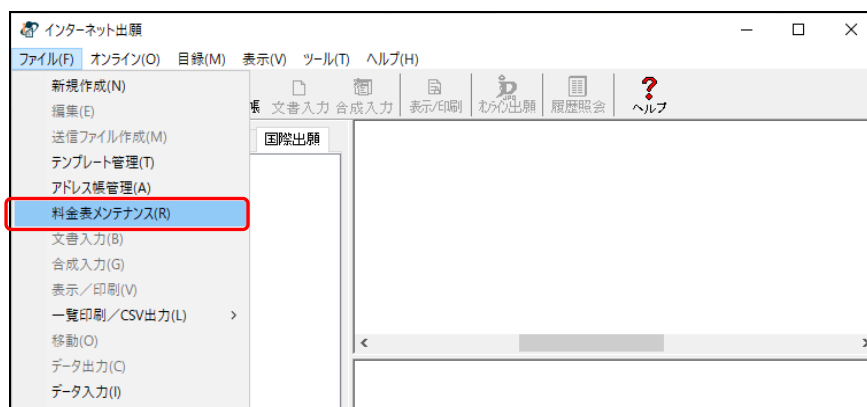 インターネット出願
ファイル(F) オンライン(O) 目録(M) 表示(V) ツール(T) ヘルプ(H)
新規作成(N)
編集(E)
送信ファイル作成(M)
テンプレート管理(T)
アドレス帳管理(A)
料金表メンテナンス(R)
文書入力(B)
合成入力(G)
表示／印刷(V)
一覧印刷／CSV出力(L)
移動(O)
データ出力(C)
データ入力(I)
帳 文書入力 合成入力 表示/印刷 オンライン出願 履歴照会 ヘルプ
国際出願